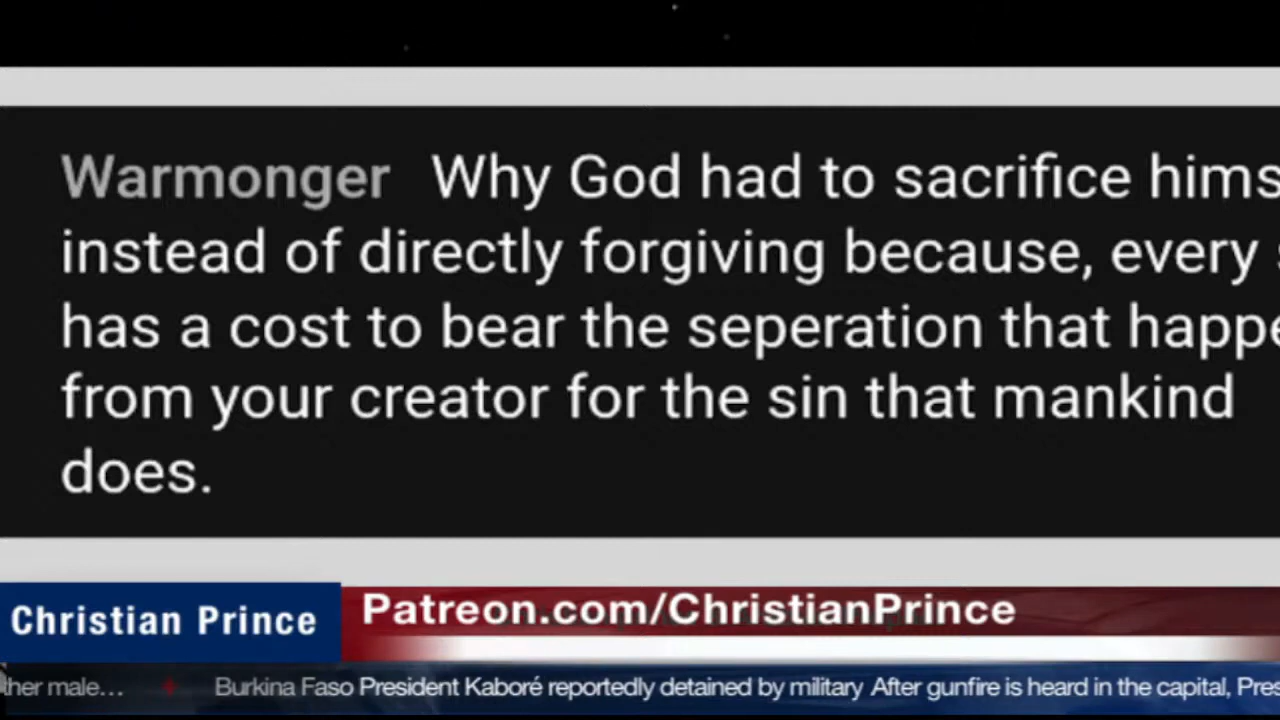 Warmonger Why God had to sacrifice hims
instead of directly forgiving because, every s
has a cost to bear the seperation that happe
from your creator for the sin that mankind
does.
Christian Prince
Patreon.com/ChristianPrince
ther male… + Burkina Faso President Kaboré reportedly detained by military After gunfire is heard in the capital, Pres